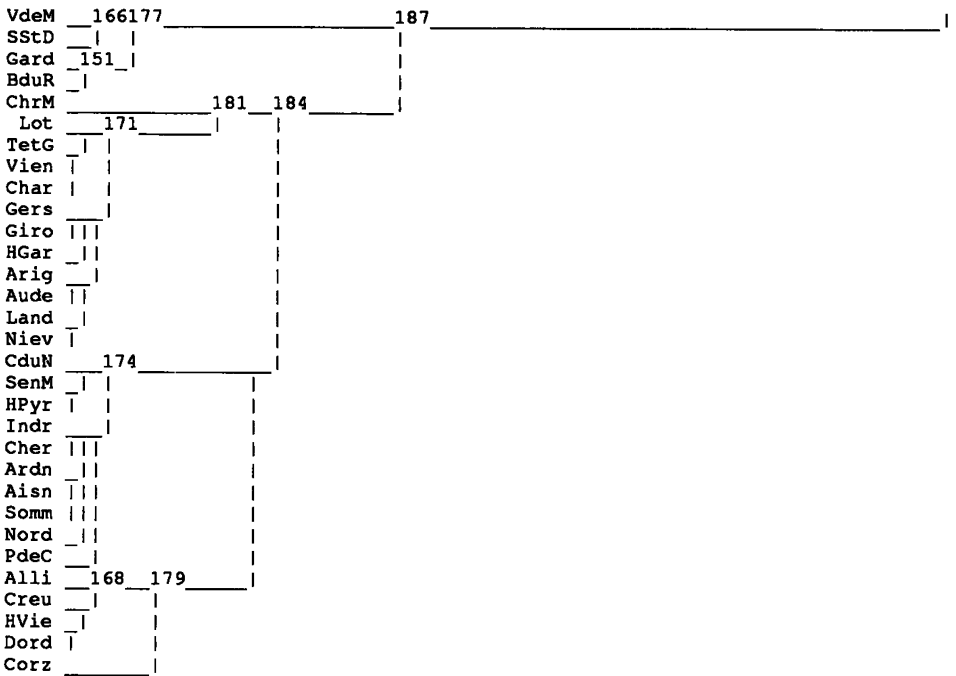 VdeM 166177 187
SStD
Gard 151
BduR
ChrM 181 184
Lot 171
TetG
Vien
Char
Gers
Giro
HGar
Arig
Aude
Land
Niev
CduN 174
SenM
HPyr
Indr
Cher
Ardn
Aisn
Somm
Nord
PdeC
Alli 168 179
Creu
HVie
Dord
Corz